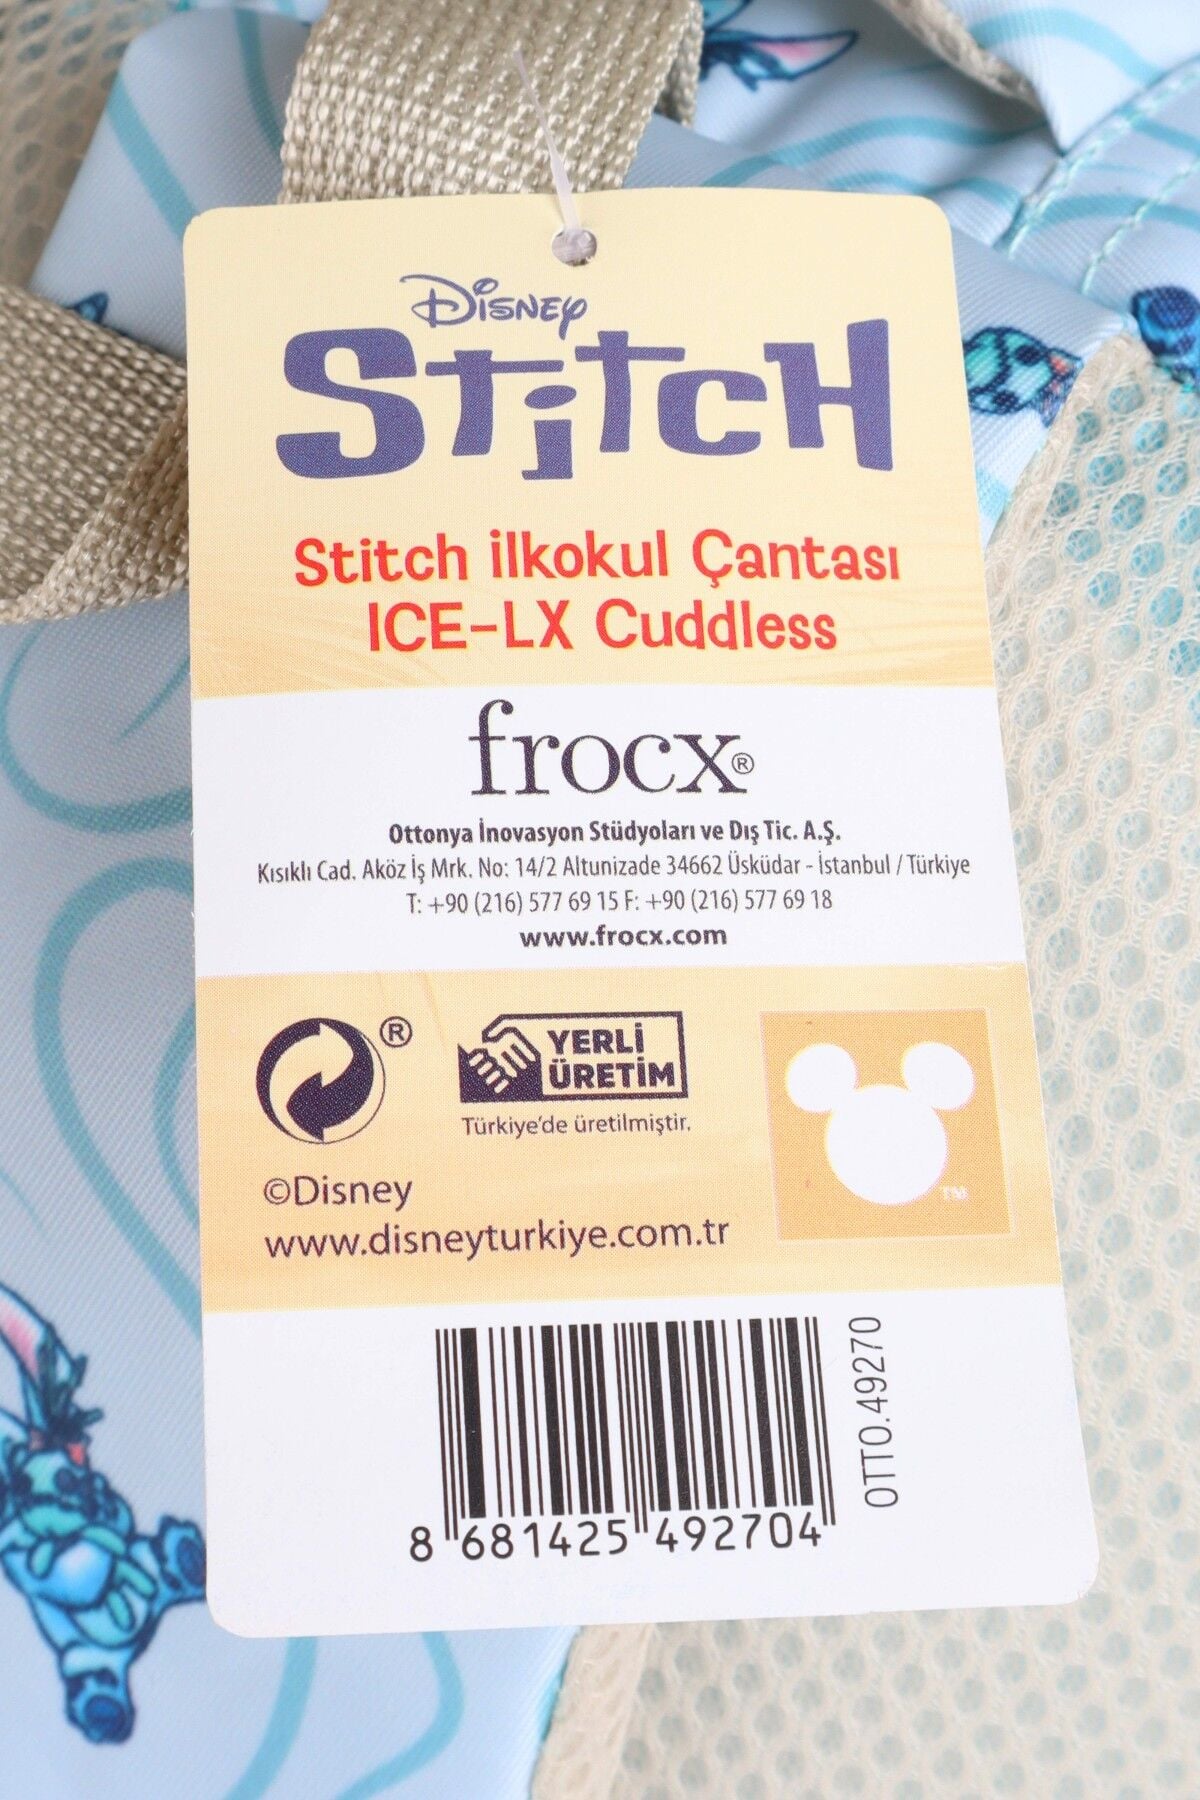 Disney
Stitch
Stitch İlkokul Çantası
ICE-LX Cuddless
frocx®
Ottonya İnovasyon Stüdyoları ve Dış Tic. A.Ş.
Kısıklı Cad. Aköz İş Mrk. No: 14/2 Altunizade 34662 Üsküdar - İstanbul / Türkiye
T: +90 (216) 577 69 15 F: +90 (216) 577 69 18
www.frocx.com
®
YERLİ
ÜRETİM
Türkiye'de üretilmiştir.
TM
©Disney
www.disneyturkiye.com.tr
OTTO.49270
8 681425 492704